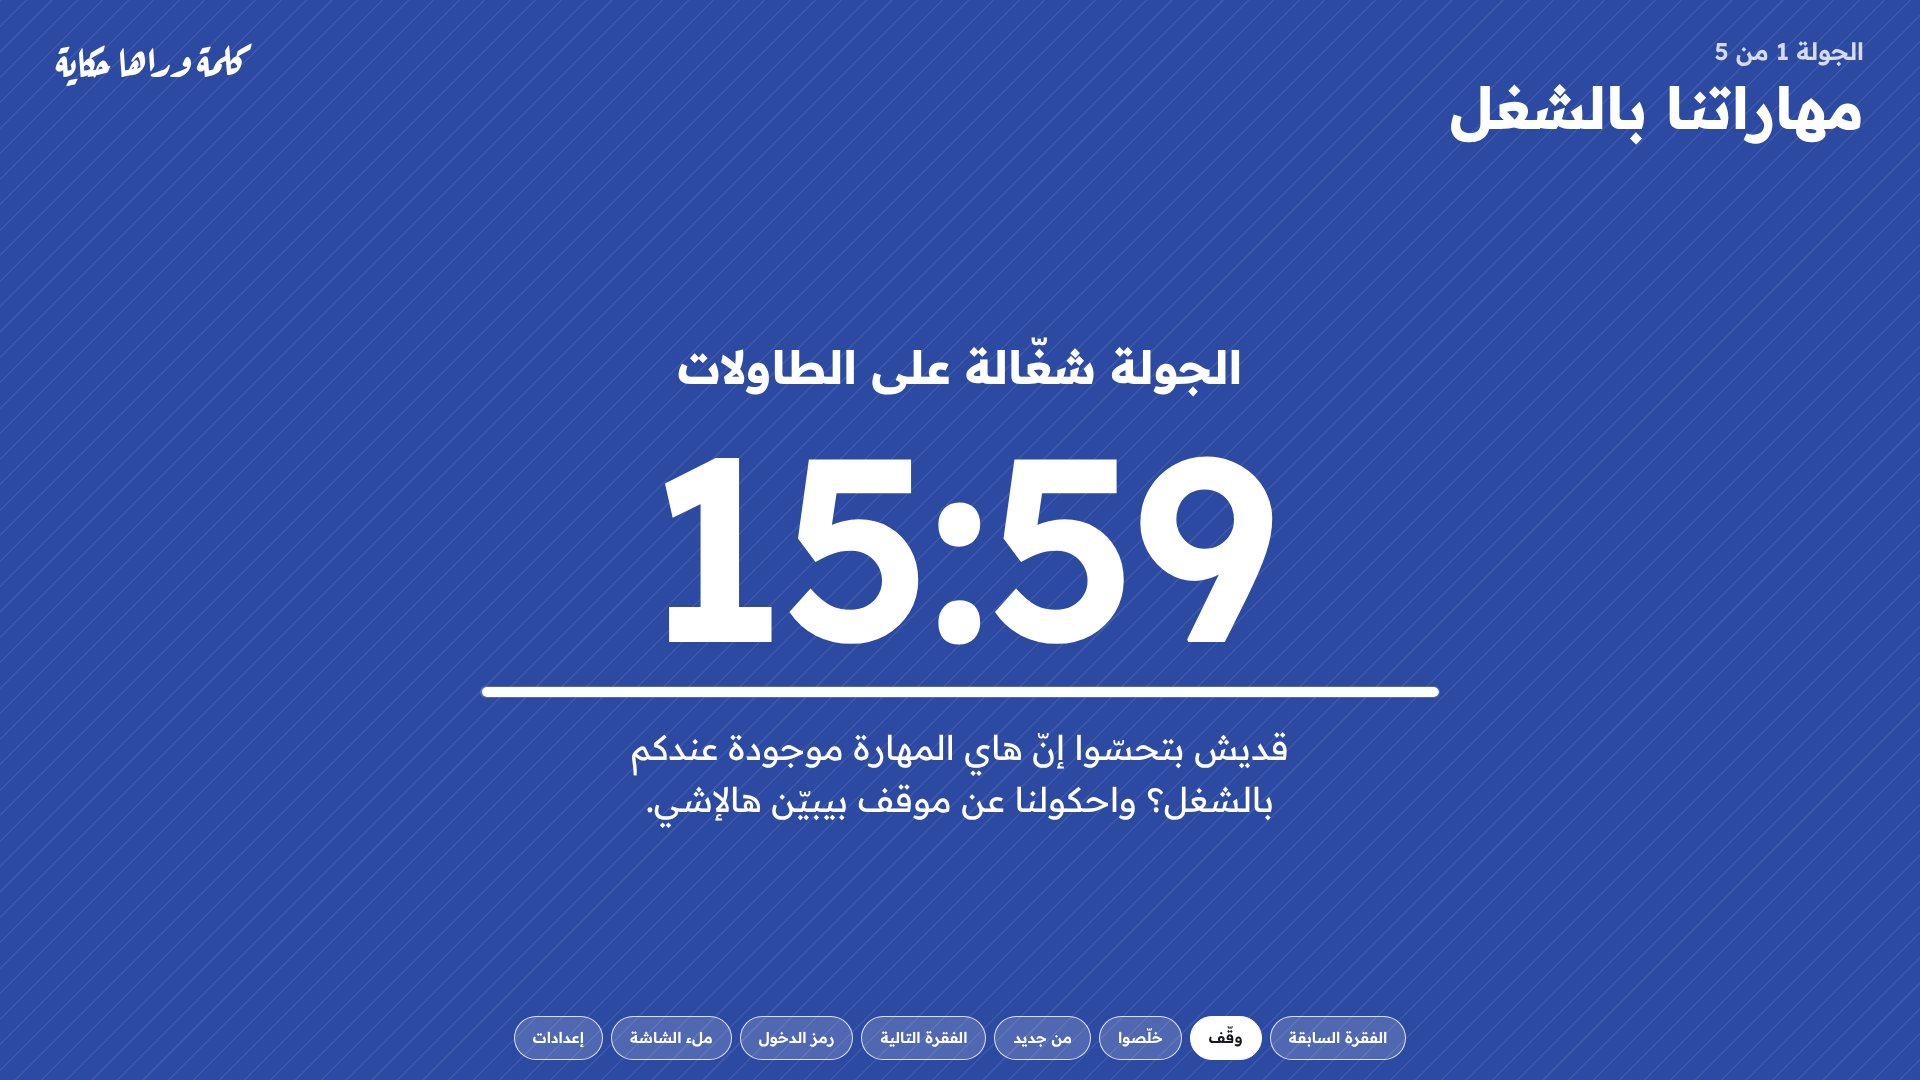 الجولة 1 من 5
مهاراتنا بالشغل
كلمة وراها حكاية
الجولة شغّالة على الطاولات
15:59
قديش بتحسّوا إنّ هاي المهارة موجودة عندكم
بالشغل؟ واحكولنا عن موقف بيبيّن هالإشي.
الفقرة السابقة
وقّف
خلّصوا
من جديد
الفقرة التالية
رمز الدخول
ملء الشاشة
إعدادات